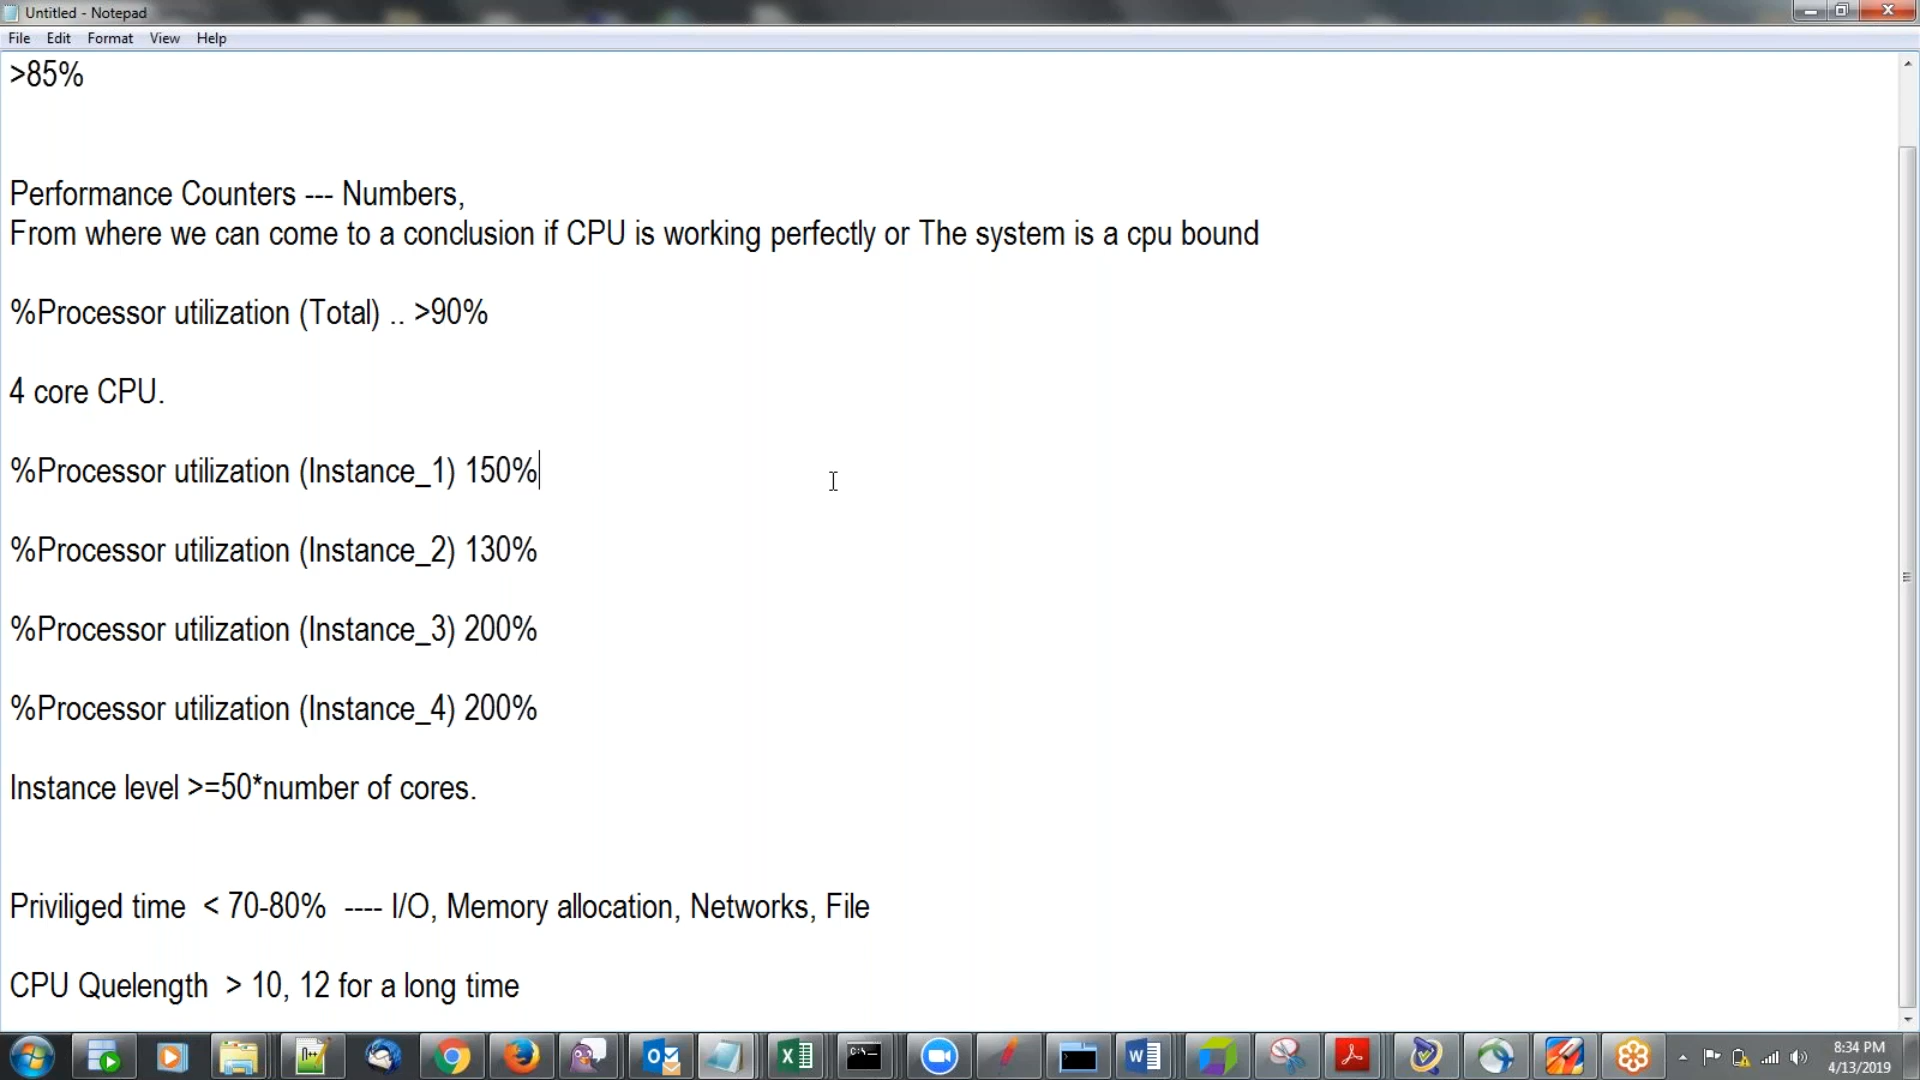 Untitled - Notepad
File Edit Format View Help
>85%
Performance Counters --- Numbers,
From where we can come to a conclusion if CPU is working perfectly or The system is a cpu bound
%Processor utilization (Total) .. >90%
4 core CPU.
%Processor utilization (Instance_1) 150%
%Processor utilization (Instance_2) 130%
%Processor utilization (Instance_3) 200%
%Processor utilization (Instance_4) 200%
Instance level >=50*number of cores.
Priviliged time < 70-80% ---- I/O, Memory allocation, Networks, File
CPU Quelength > 10, 12 for a long time
8:34 PM
4/13/2019